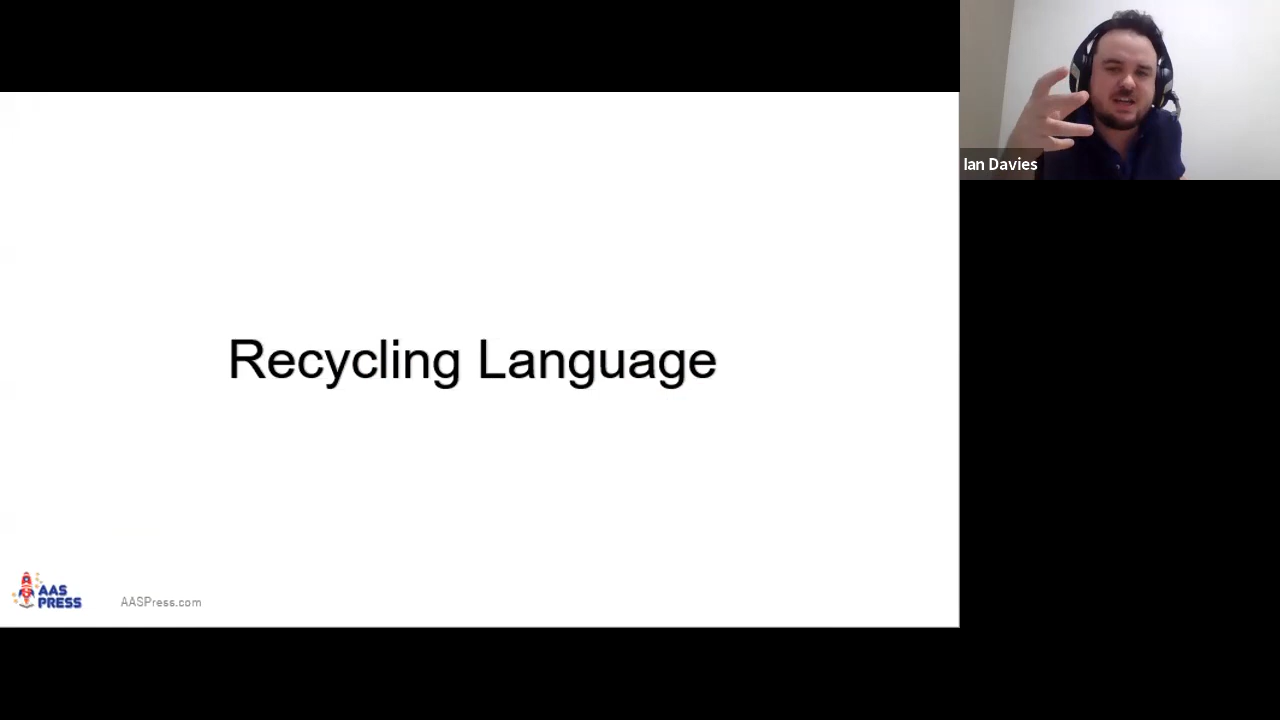 Ian Davies
Recycling Language
AAS
PRESS
AASPress.com